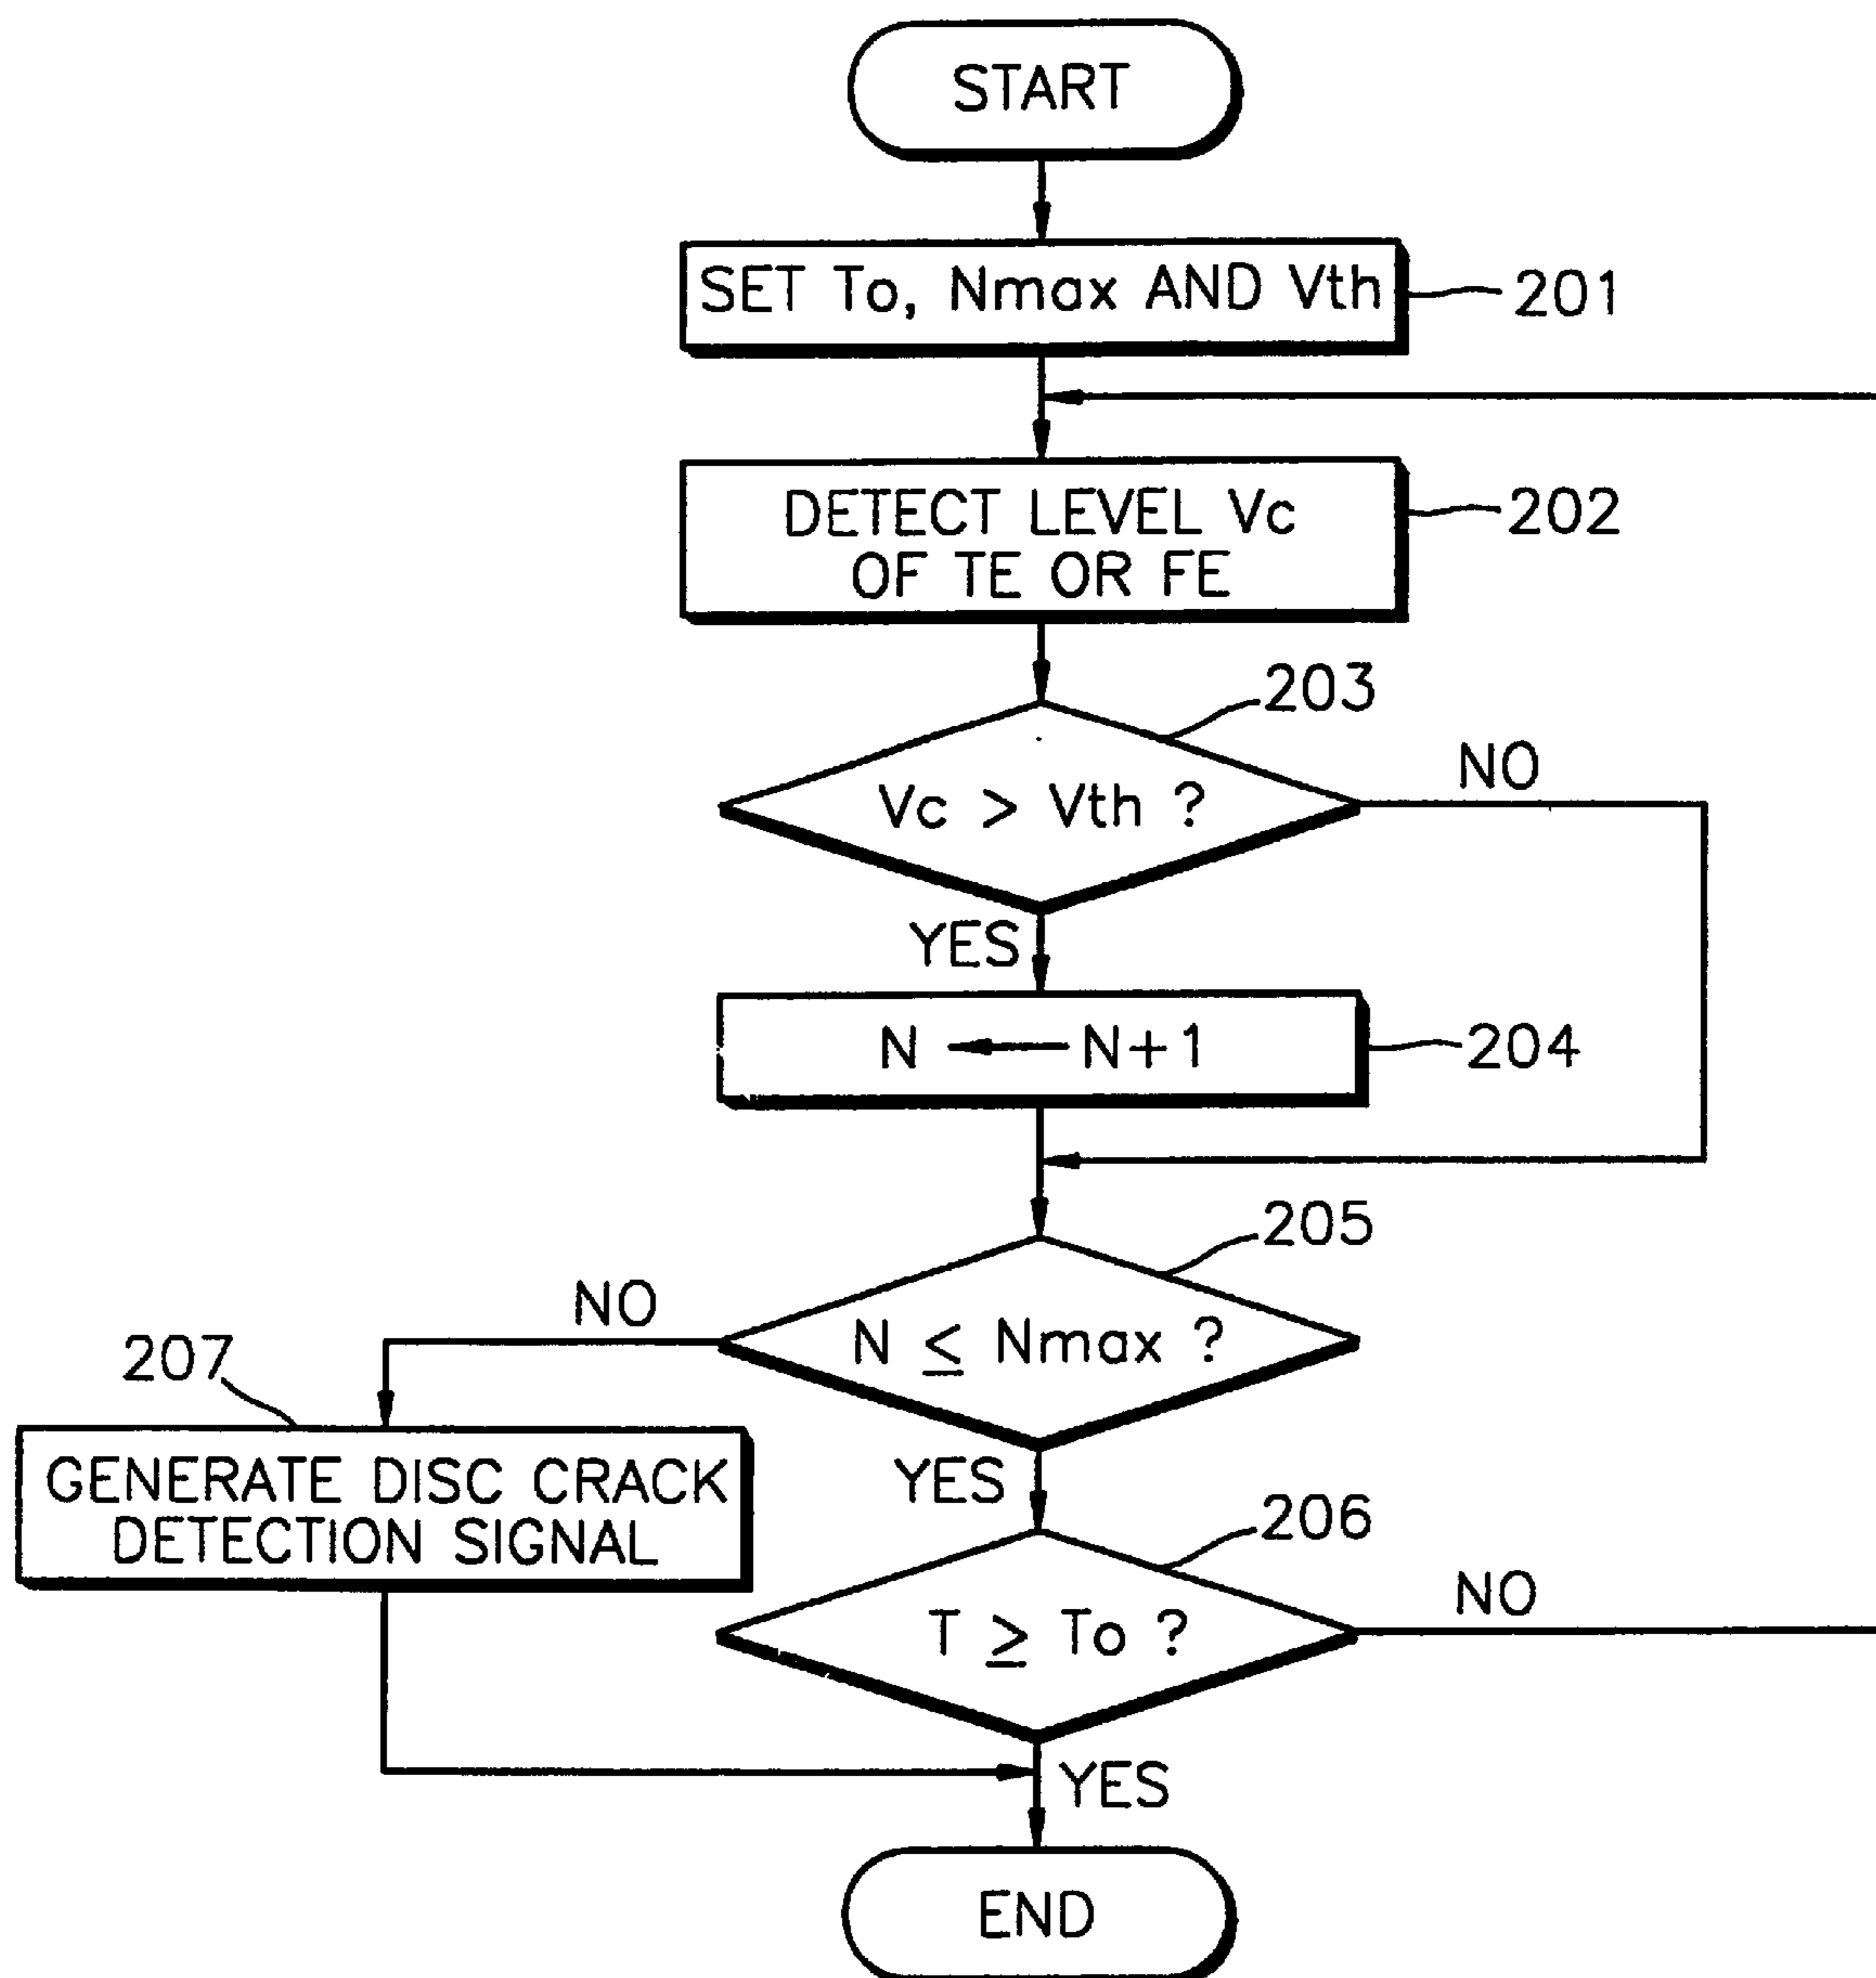 START
SET To, Nmax AND Vth
201
DETECT LEVEL Vc
OF TE OR FE
202
203
Vc > Vth ?
NO
YES
N ← N+1
204
205
N ≤ Nmax ?
NO
207
YES
GENERATE DISC CRACK
DETECTION SIGNAL
206
T ≥ To ?
NO
YES
END